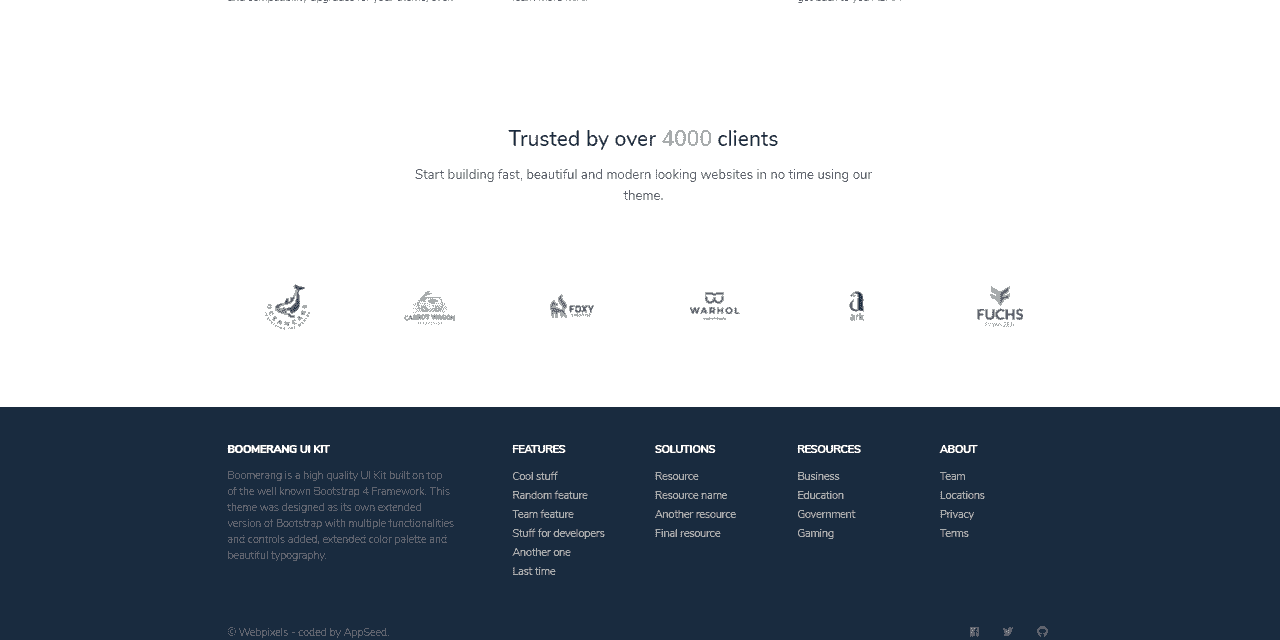 Trusted by over 4000 clients
Start building fast, beautiful and modern looking websites in no time using our
theme.
CARROT WAGON
FOXY
WARHOL
ark
FUCHS
BOOMERANG UI KIT
Boomerang is a high quality UI Kit built on top
of the well known Bootstrap 4 Framework. This
theme was designed as its own extended
version of Bootstrap with multiple functionalities
and controls added, extended color palette and
beautiful typography.
FEATURES
Cool stuff
Random feature
Team feature
Stuff for developers
Another one
Last time
SOLUTIONS
Resource
Resource name
Another resource
Final resource
RESOURCES
Business
Education
Government
Gaming
ABOUT
Team
Locations
Privacy
Terms
© Webpixels - coded by AppSeed.